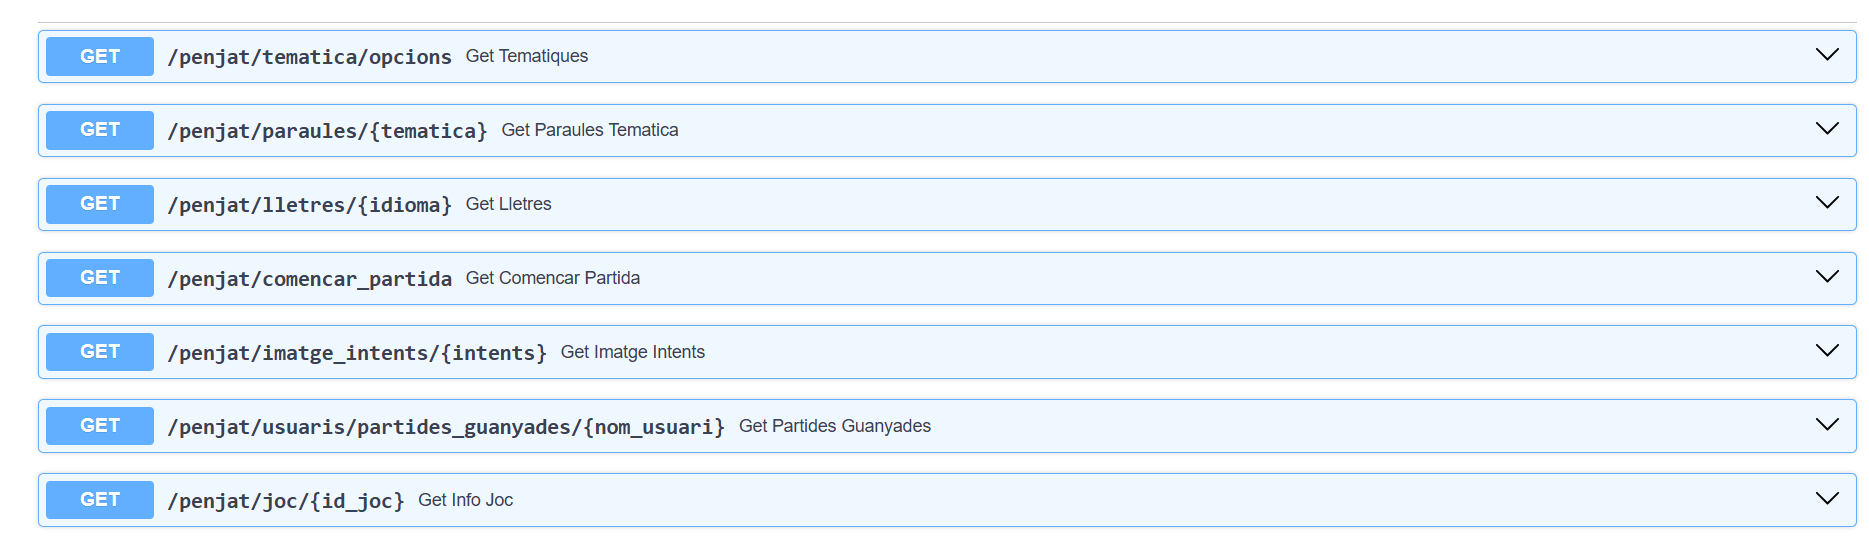 GET /penjat/tematica/opcions Get Tematiques
GET /penjat/paraules/{tematica} Get Paraules Tematica
GET /penjat/lletres/{idioma} Get Lletres
GET /penjat/comencar_partida Get Comencar Partida
GET /penjat/imatge_intents/{intents} Get Imatge Intents
GET /penjat/usuaris/partides_guanyades/{nom_usuari} Get Partides Guanyades
GET /penjat/joc/{id_joc} Get Info Joc